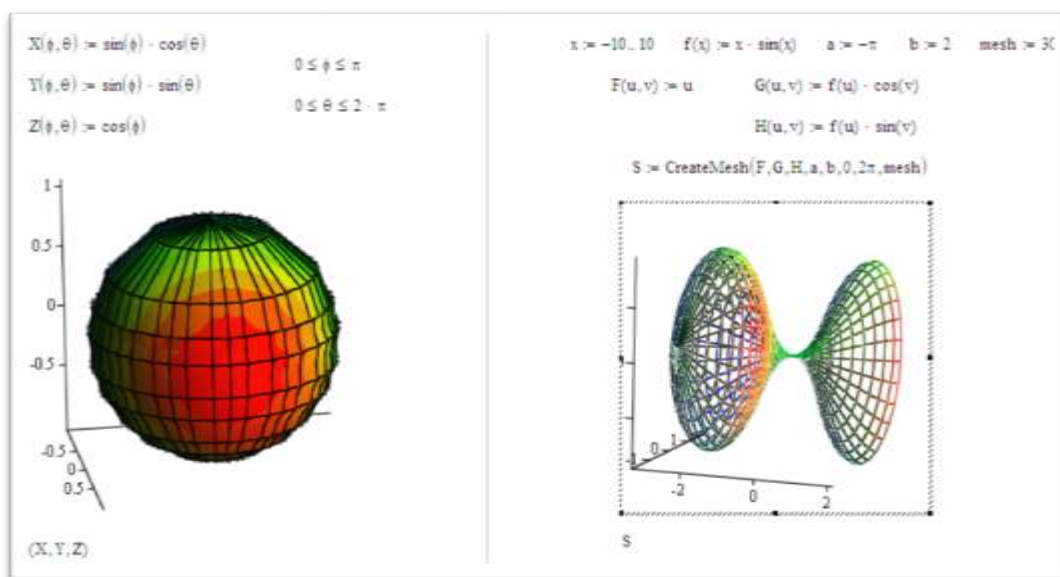 X(ϕ,θ) := sin(ϕ) · cos(θ)
0 ≤ ϕ ≤ π
Y(ϕ,θ) := sin(ϕ) · sin(θ)
0 ≤ θ ≤ 2 · π
Z(ϕ,θ) := cos(ϕ)
1
0.5
0
-0.5
-0.5
0
0.5
(X,Y,Z)
x := -10.. 10 f(x) := x · sin(x) a := -π b := 2 mesh := 30
F(u,v) := u G(u,v) := f(u) · cos(v)
H(u,v) := f(u) · sin(v)
S := CreateMesh(F,G,H,a,b,0,2π,mesh)
-1 0 1
-2 0 2
S